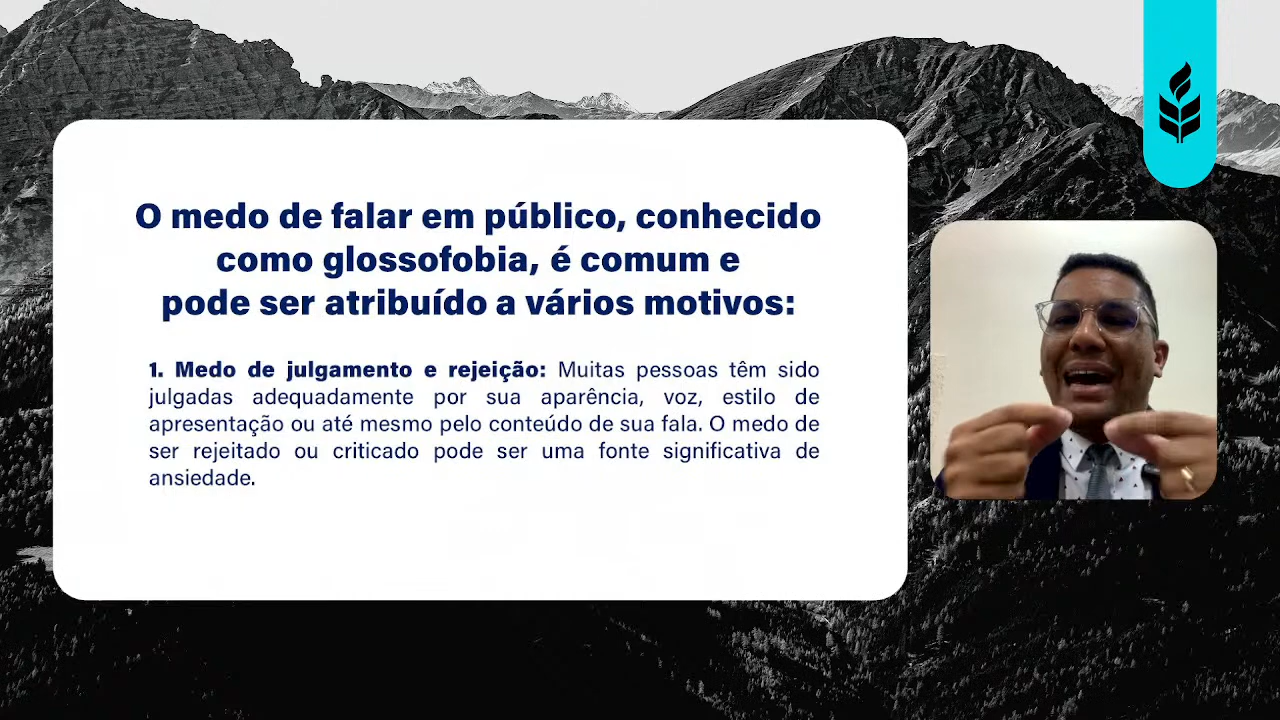 O medo de falar em público, conhecido
como glossofobia, é comum e
pode ser atribuído a vários motivos:
1. Medo de julgamento e rejeição: Muitas pessoas têm sido
julgadas adequadamente por sua aparência, voz, estilo de
apresentação ou até mesmo pelo conteúdo de sua fala. O medo de
ser rejeitado ou criticado pode ser uma fonte significativa de
ansiedade.